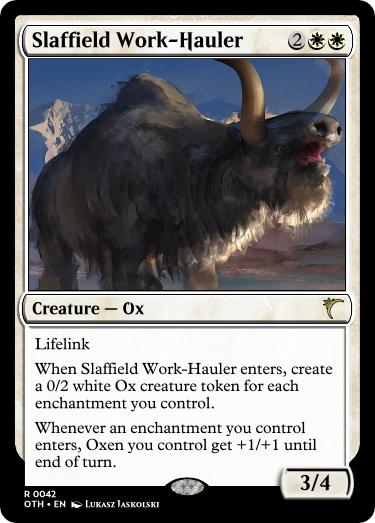 Slaffield Work-Hauler 2
Creature — Ox
Lifelink
When Slaffield Work-Hauler enters, create
a 0/2 white Ox creature token for each
enchantment you control.
Whenever an enchantment you control
enters, Oxen you control get +1/+1 until
end of turn.
3/4
R 0042
OTH • EN Lukasz Jaskolski